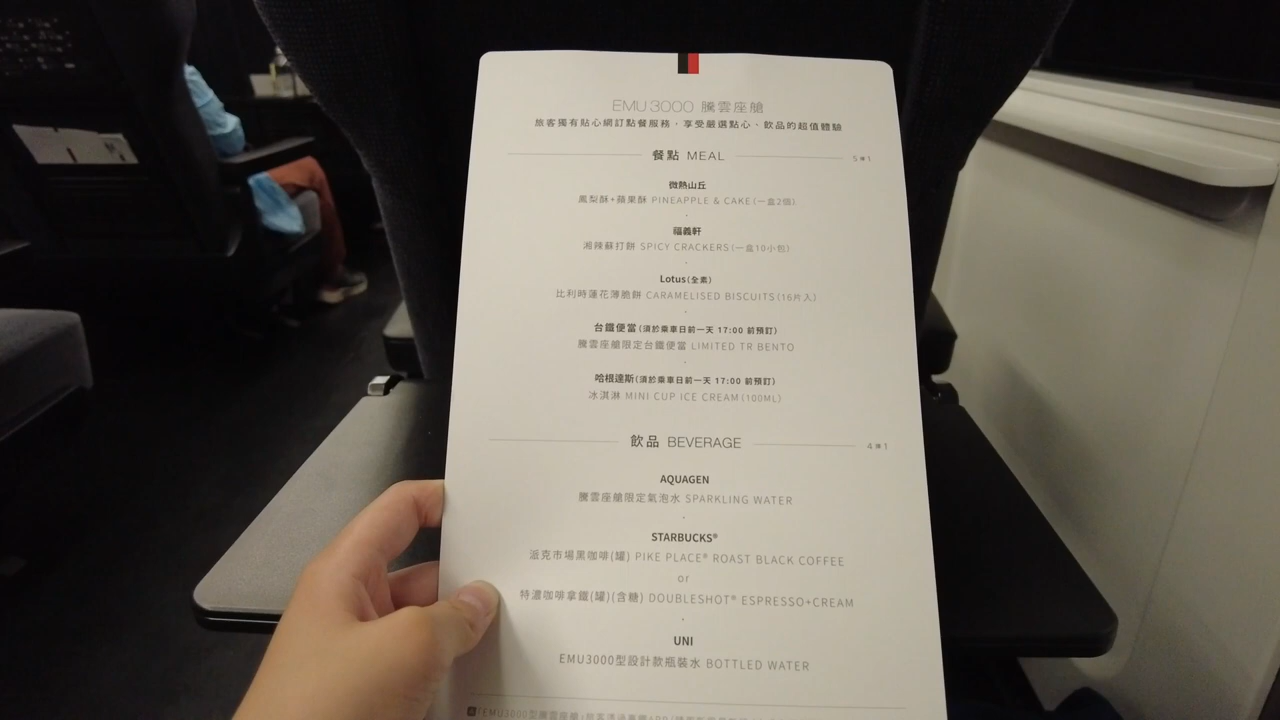 EMU 3000 騰雲座艙
旅客獨有貼心網訂點餐服務，享受嚴選點心、飲品的超值體驗
餐點 MEAL 5擇1
微熱山丘
鳳梨酥+蘋果酥 PINEAPPLE & CAKE(一盒2個)
福義軒
湘辣蘇打餅 SPICY CRACKERS(一盒10小包)
Lotus(全素)
比利時蓮花薄脆餅 CARAMELISED BISCUITS(16片入)
台鐵便當(須於乘車日前一天 17:00 前預訂)
騰雲座艙限定台鐵便當 LIMITED TR BENTO
哈根達斯(須於乘車日前一天 17:00 前預訂)
冰淇淋 MINI CUP ICE CREAM(100ML)
飲品 BEVERAGE 4擇1
AQUAGEN
騰雲座艙限定氣泡水 SPARKLING WATER
STARBUCKS®
派克市場黑咖啡(罐) PIKE PLACE® ROAST BLACK COFFEE
or
特濃咖啡拿鐵(罐)(含糖) DOUBLESHOT® ESPRESSO+CREAM
UNI
EMU3000型設計款瓶裝水 BOTTLED WATER